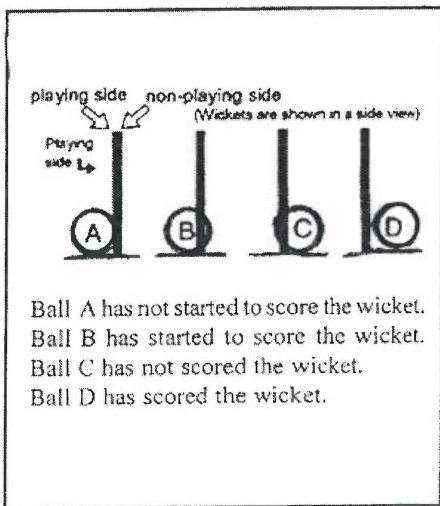 playing side non-playing side
(Wickets are shown in a side view)
Playing
side
A B C D
Ball A has not started to score the wicket.
Ball B has started to score the wicket.
Ball C has not scored the wicket.
Ball D has scored the wicket.